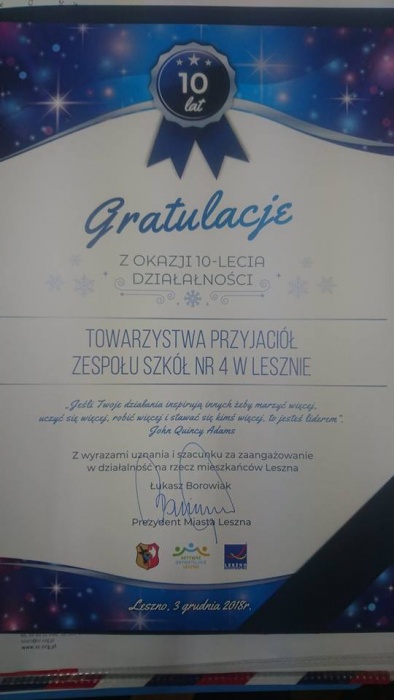 10
lat
Gratulacje
Z OKAZJI 10-LECIA
DZIAŁALNOŚCI
TOWARZYSTWA PRZYJACIÓŁ
ZESPOŁU SZKÓŁ NR 4 W LESZNIE
„Jeśli Twoje działania inspirują innych żeby marzyć więcej,
uczyć się więcej, robić więcej i stawać się kimś więcej, to jesteś liderem".
John Quincy Adams
Z wyrazami uznania i szacunku za zaangażowanie
w działalność na rzecz mieszkańców Leszna
Łukasz Borowiak
Prezydent Miasta Leszna
LESZNO
Leszno, 3 grudnia 2018r.